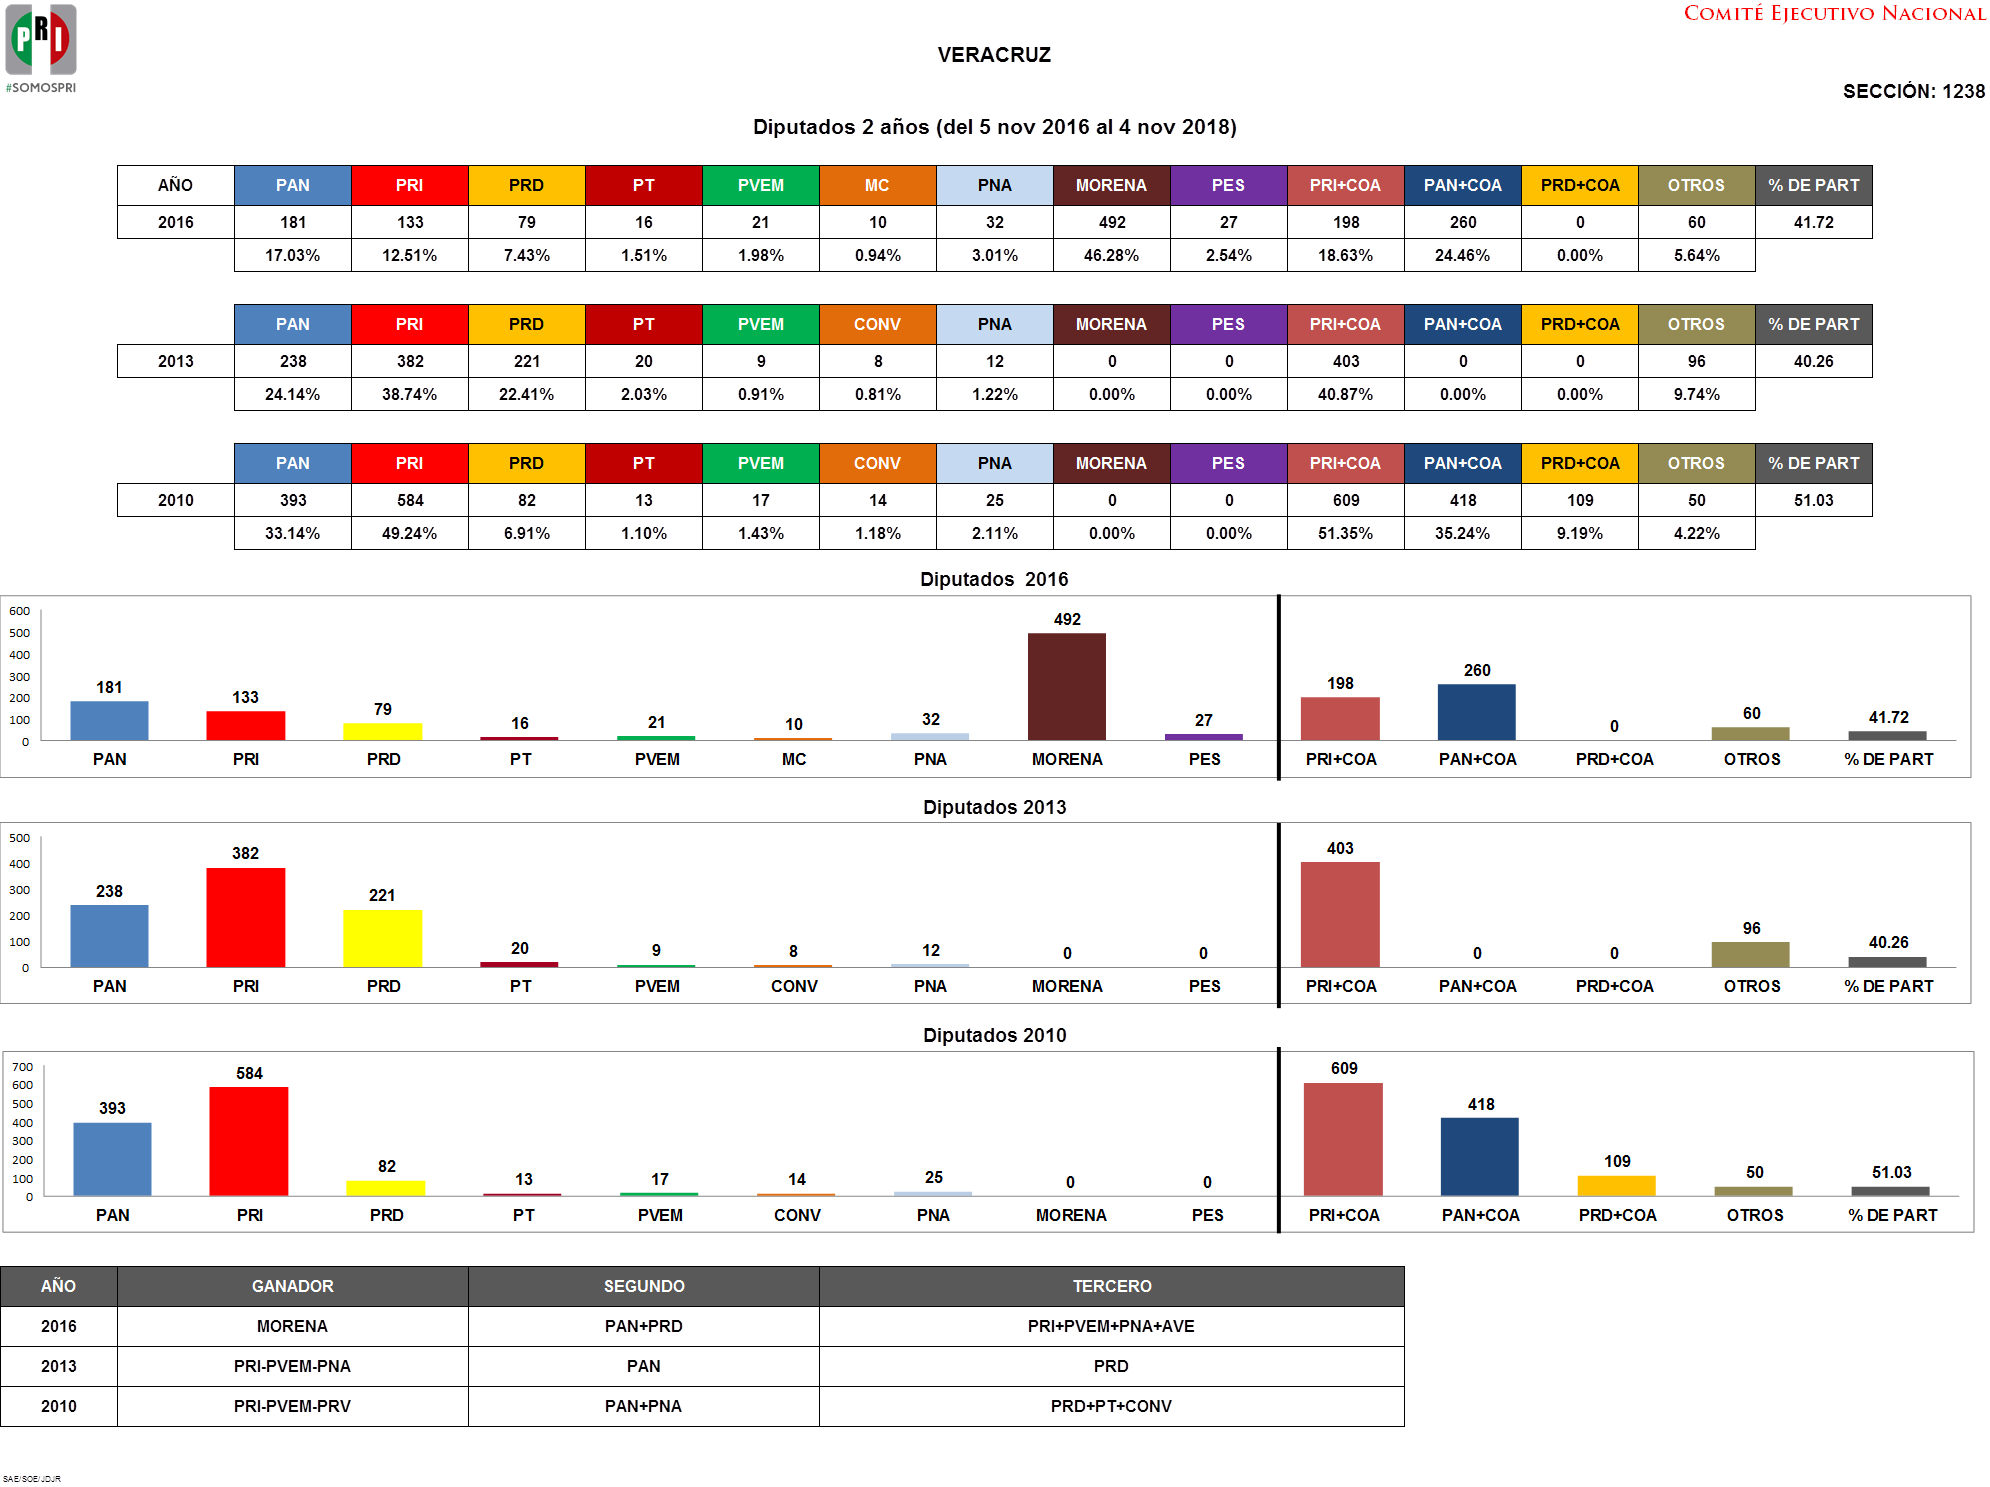 PRI
#SOMOSPRI
COMITÉ EJECUTIVO NACIONAL
VERACRUZ
SECCIÓN: 1238
Diputados 2 años (del 5 nov 2016 al 4 nov 2018)
AÑO PAN PRI PRD PT PVEM MC PNA MORENA PES PRI+COA PAN+COA PRD+COA OTROS % DE PART
2016 181 133 79 16 21 10 32 492 27 198 260 0 60 41.72
17.03% 12.51% 7.43% 1.51% 1.98% 0.94% 3.01% 46.28% 2.54% 18.63% 24.46% 0.00% 5.64%
PAN PRI PRD PT PVEM CONV PNA MORENA PES PRI+COA PAN+COA PRD+COA OTROS % DE PART
2013 238 382 221 20 9 8 12 0 0 403 0 0 96 40.26
24.14% 38.74% 22.41% 2.03% 0.91% 0.81% 1.22% 0.00% 0.00% 40.87% 0.00% 0.00% 9.74%
PAN PRI PRD PT PVEM CONV PNA MORENA PES PRI+COA PAN+COA PRD+COA OTROS % DE PART
2010 393 584 82 13 17 14 25 0 0 609 418 109 50 51.03
33.14% 49.24% 6.91% 1.10% 1.43% 1.18% 2.11% 0.00% 0.00% 51.35% 35.24% 9.19% 4.22%
Diputados 2016
600
500
400
300
200
100
0
181 133 79 16 21 10 32 492 27 198 260 0 60 41.72
PAN PRI PRD PT PVEM MC PNA MORENA PES PRI+COA PAN+COA PRD+COA OTROS % DE PART
Diputados 2013
500
400
300
200
100
0
238 382 221 20 9 8 12 0 0 403 0 0 96 40.26
PAN PRI PRD PT PVEM CONV PNA MORENA PES PRI+COA PAN+COA PRD+COA OTROS % DE PART
Diputados 2010
700
600
500
400
300
200
100
0
393 584 82 13 17 14 25 0 0 609 418 109 50 51.03
PAN PRI PRD PT PVEM CONV PNA MORENA PES PRI+COA PAN+COA PRD+COA OTROS % DE PART
AÑO GANADOR SEGUNDO TERCERO
2016 MORENA PAN+PRD PRI+PVEM+PNA+AVE
2013 PRI-PVEM-PNA PAN PRD
2010 PRI-PVEM-PRV PAN+PNA PRD+PT+CONV
SAE/SOE/JDJR